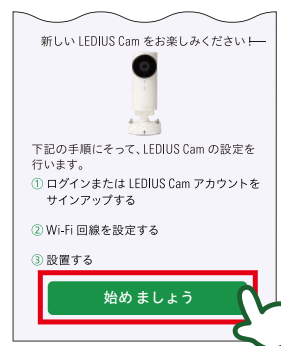 新しい LEDIUS Cam をお楽しみください!
下記の手順にそって、LEDIUS Cam の設定を
行います。
① ログインまたは LEDIUS Cam アカウントを
サインアップする
② Wi-Fi 回線を設定する
③ 設置する
始めましょう